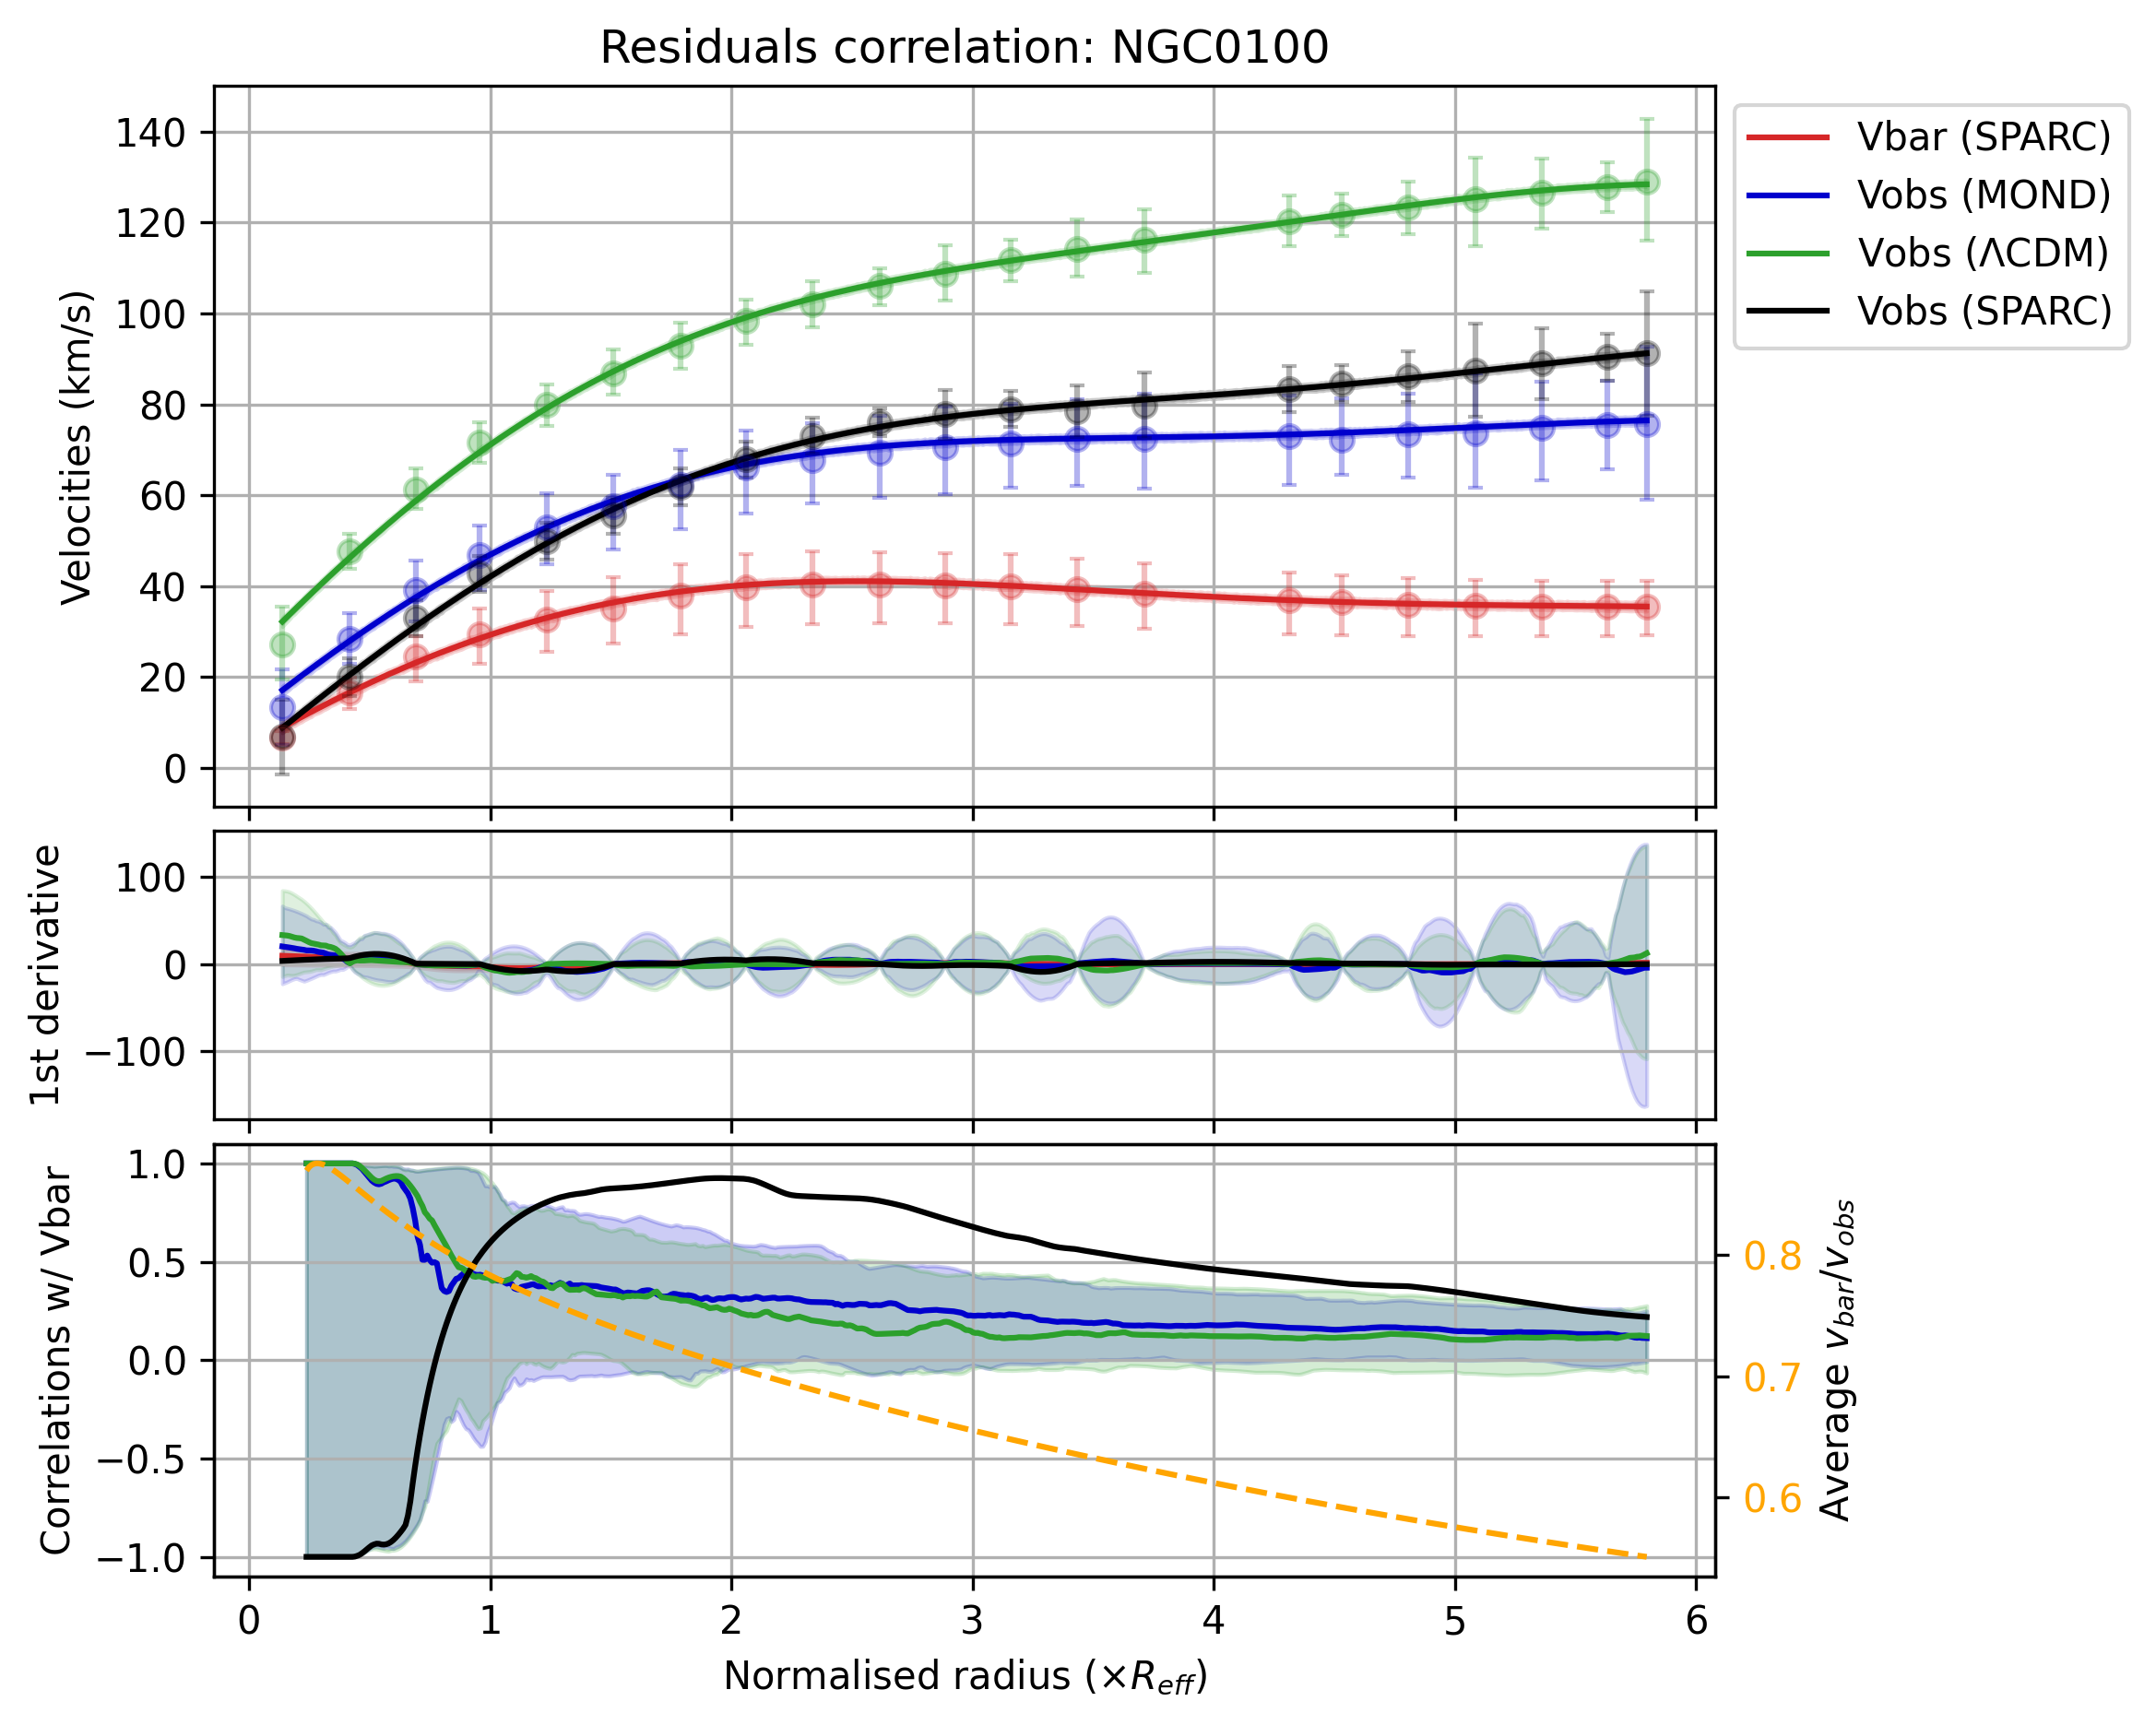 Residuals correlation: NGC0100
140
120
100
80
60
40
20
0
Velocities (km/s)
Vbar (SPARC)
Vobs (MOND)
Vobs (ΛCDM)
Vobs (SPARC)
100
0
−100
1st derivative
1.0
0.5
0.0
−0.5
−1.0
Correlations w/ Vbar
0.8
0.7
0.6
Average v_bar/v_obs
0 1 2 3 4 5 6
Normalised radius (×R_eff)